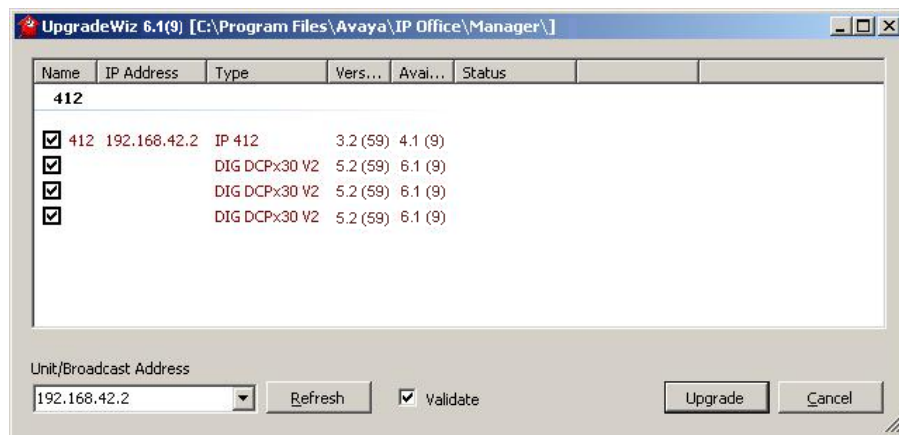 UpgradeWiz 6.1(9) [C:\Program Files\Avaya\IP Office\Manager\]
Name IP Address Type Vers... Avai... Status
412
412 192.168.42.2 IP 412 3.2 (59) 4.1 (9)
DIG DCPx30 V2 5.2 (59) 6.1 (9)
DIG DCPx30 V2 5.2 (59) 6.1 (9)
DIG DCPx30 V2 5.2 (59) 6.1 (9)
Unit/Broadcast Address
192.168.42.2 Refresh Validate Upgrade Cancel